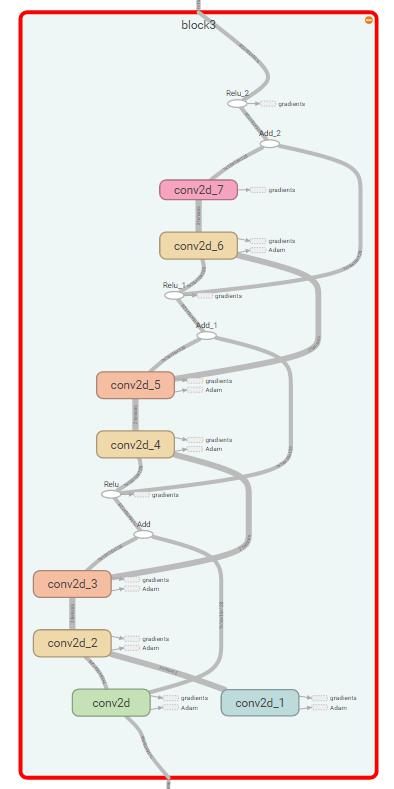 block3
Relu_2
gradients
Add_2
conv2d_7
gradients
conv2d_6
gradients
Adam
Relu_1
gradients
Add_1
conv2d_5
gradients
Adam
conv2d_4
gradients
Adam
Relu
gradients
Add
conv2d_3
gradients
Adam
conv2d_2
gradients
Adam
conv2d
gradients
Adam
conv2d_1
gradients
Adam